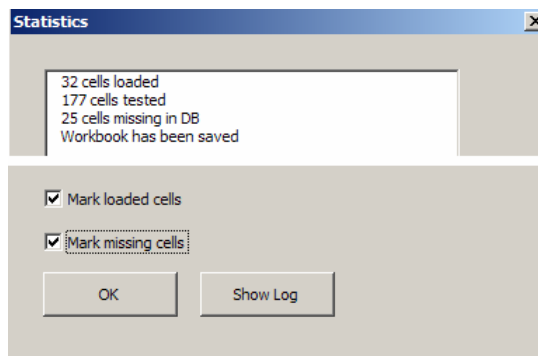 Statistics
32 cells loaded
177 cells tested
25 cells missing in DB
Workbook has been saved
Mark loaded cells
Mark missing cells
OK
Show Log